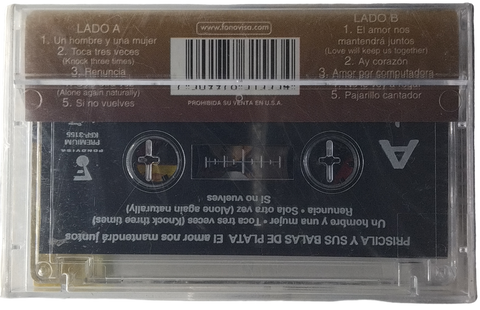 LADO A
1. Un hombre y una mujer
2. Toca tres veces
(Knock three times)
3. Renuncia
(Alone again naturally)
5. Si no vuelves
www.fonovisa.com
PROHIBIDA SU VENTA EN U.S.A.
LADO B
1. El amor nos
mantendrá juntos
(Love will keep us together)
2. Ay corazón
3. Amor por computadora
5. Pajarillo cantador
A
PRISCILA Y SUS BALAS DE PLATA El amor nos mantendrá juntos
Un hombre y una mujer • Toca tres veces (Knock three times)
Renuncia • Sola otra vez (Alone again naturally)
Si no vuelves
FONOVISA
PREMIUM
KFP-3155